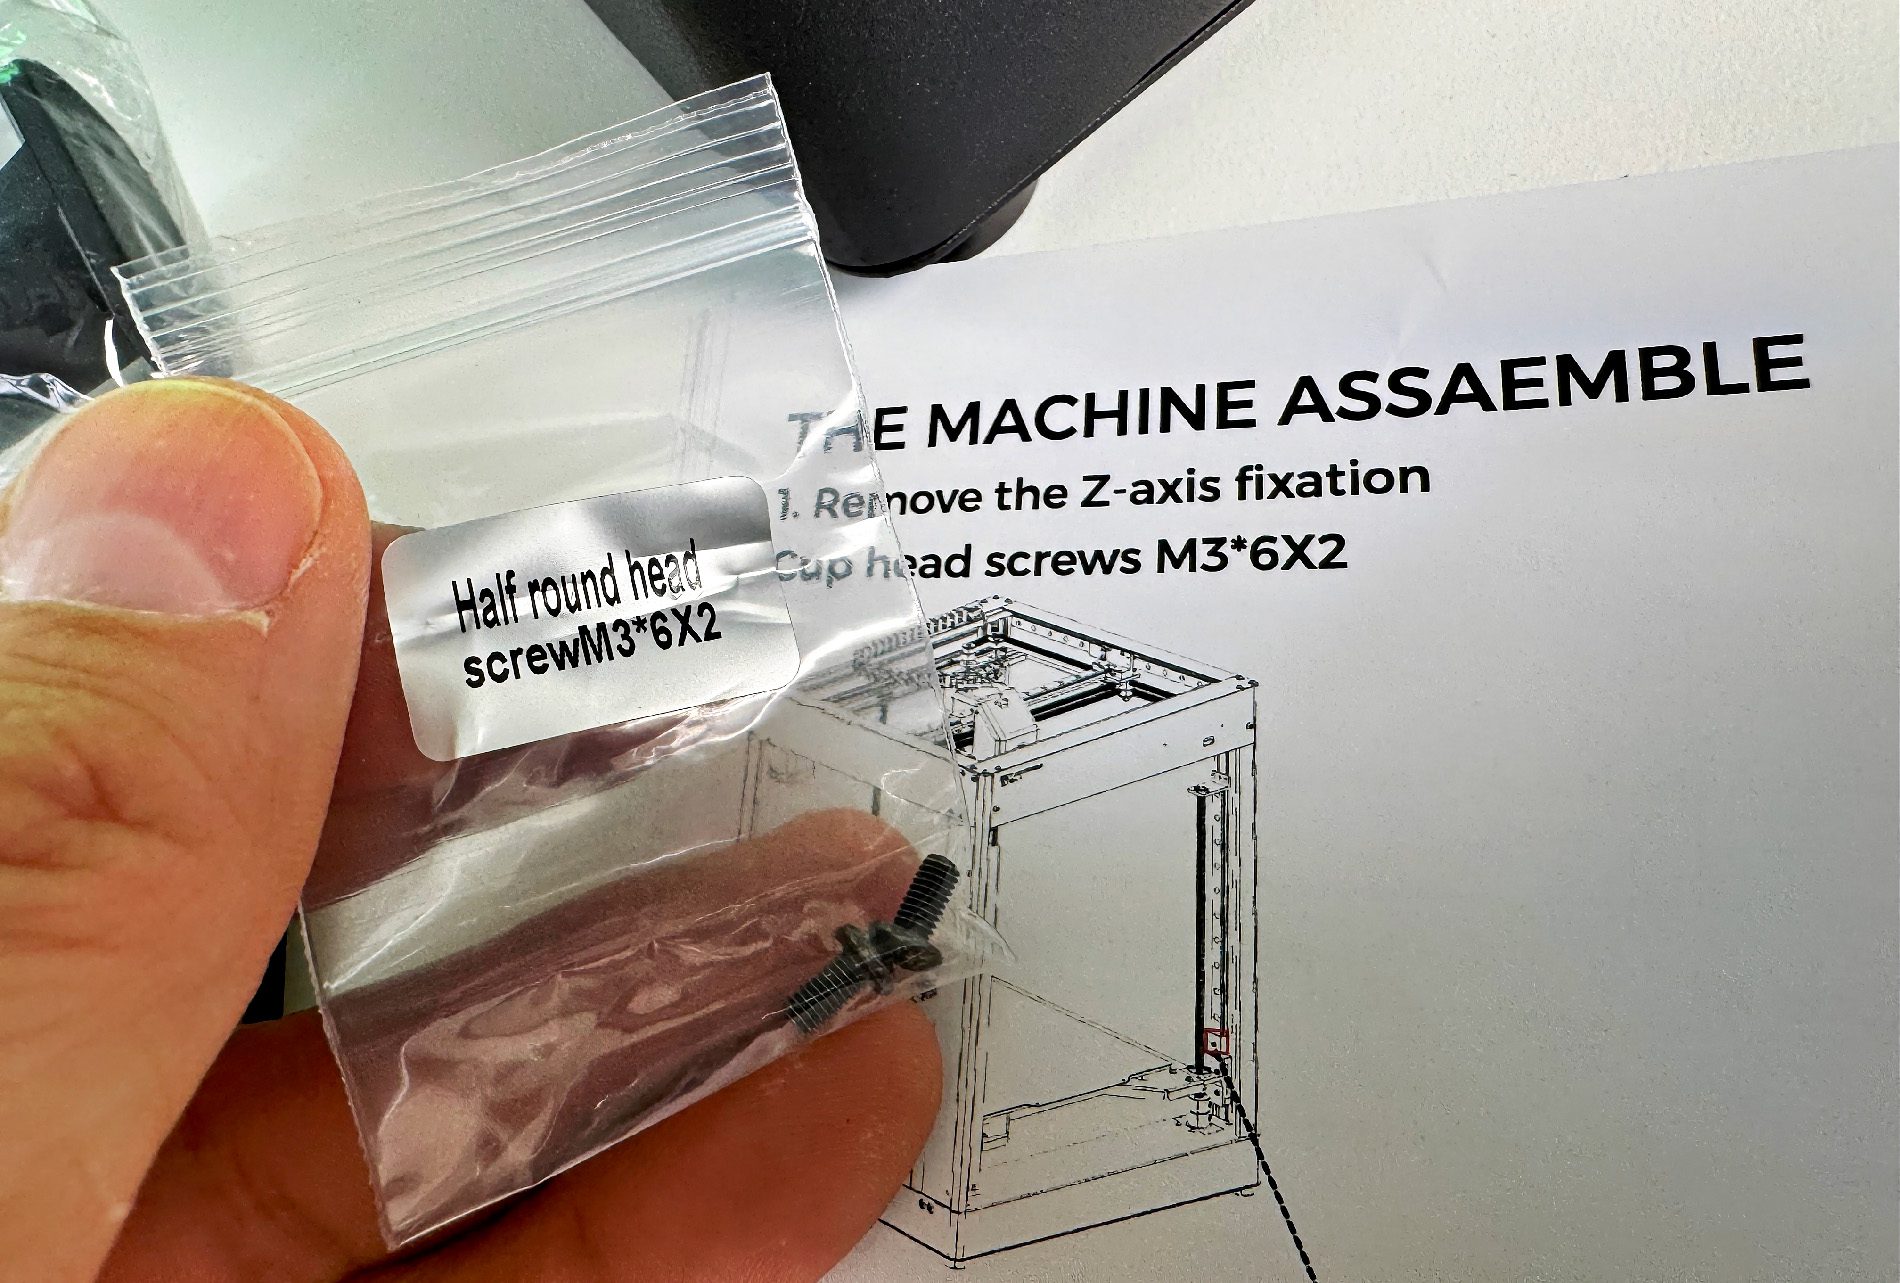 Half round head
screwM3*6X2
THE MACHINE ASSAEMBLE
1. Remove the Z-axis fixation
Cup head screws M3*6X2